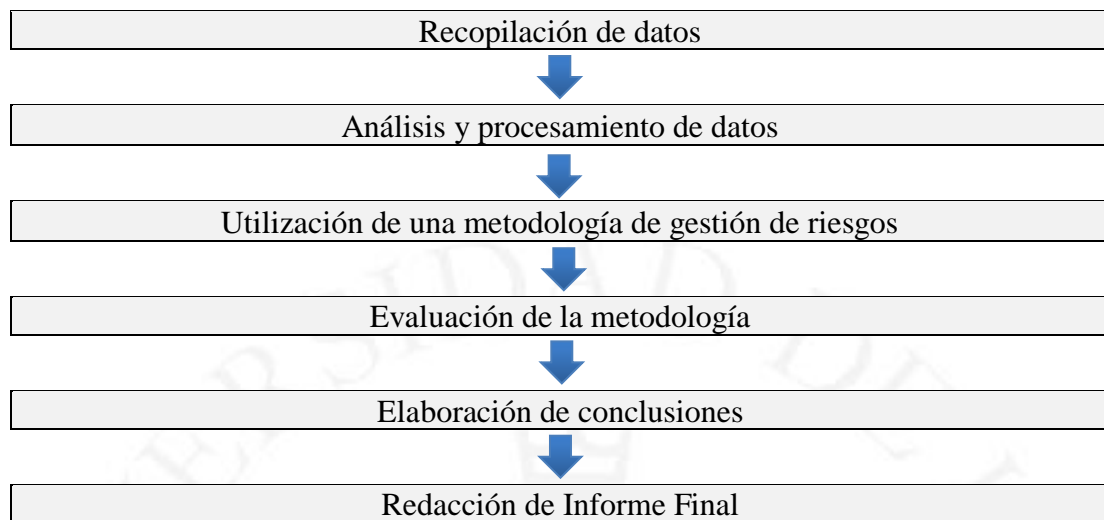 Recopilación de datos
Análisis y procesamiento de datos
Utilización de una metodología de gestión de riesgos
Evaluación de la metodología
Elaboración de conclusiones
Redacción de Informe Final